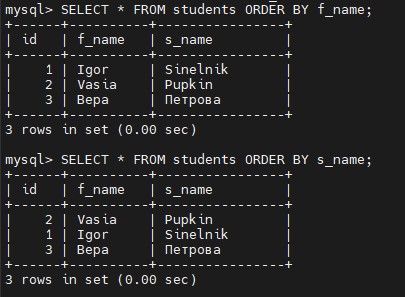 mysql> SELECT * FROM students ORDER BY f_name;
+------+----------+----------------+
| id   | f_name   | s_name         |
+------+----------+----------------+
|    1 | Igor     | Sinelnik       |
|    2 | Vasia    | Pupkin         |
|    3 | Вера     | Петрова        |
+------+----------+----------------+
3 rows in set (0.00 sec)
mysql> SELECT * FROM students ORDER BY s_name;
+------+----------+----------------+
| id   | f_name   | s_name         |
+------+----------+----------------+
|    2 | Vasia    | Pupkin         |
|    1 | Igor     | Sinelnik       |
|    3 | Вера     | Петрова        |
+------+----------+----------------+
3 rows in set (0.00 sec)